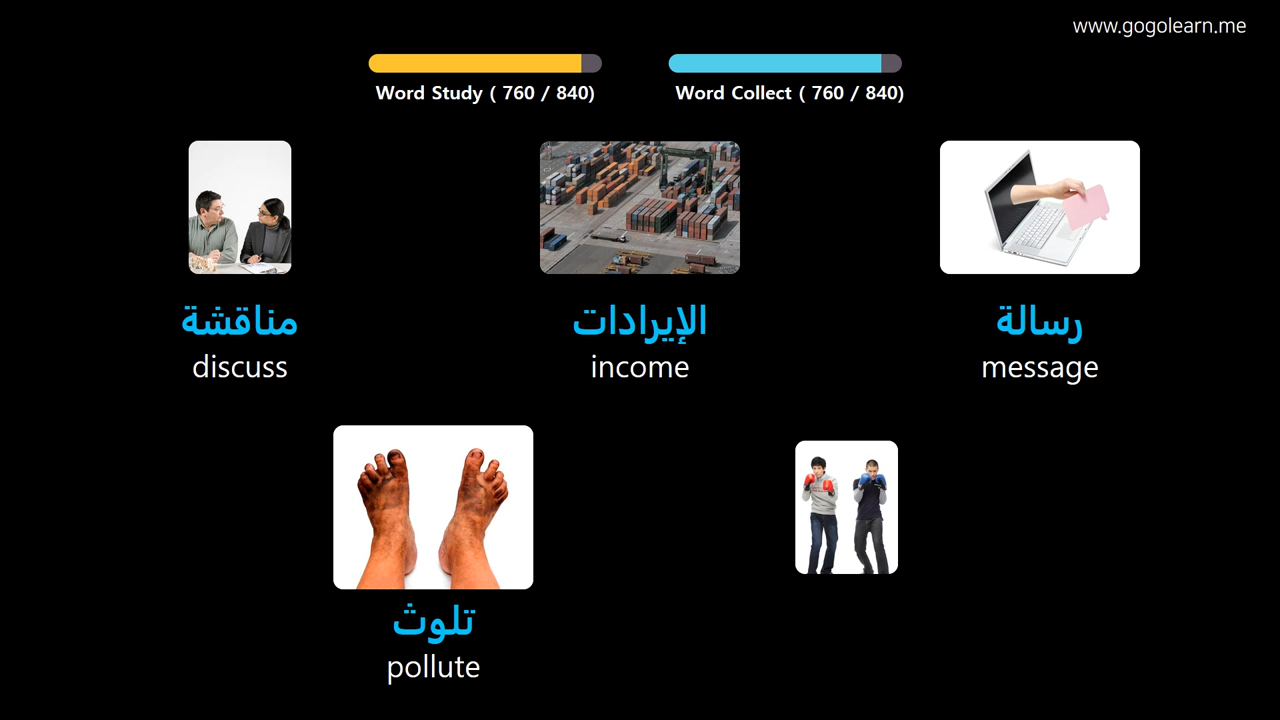 www.gogolearn.me
Word Study ( 760 / 840)
Word Collect ( 760 / 840)
مناقشة
discuss
الإيرادات
income
رسالة
message
تلوث
pollute